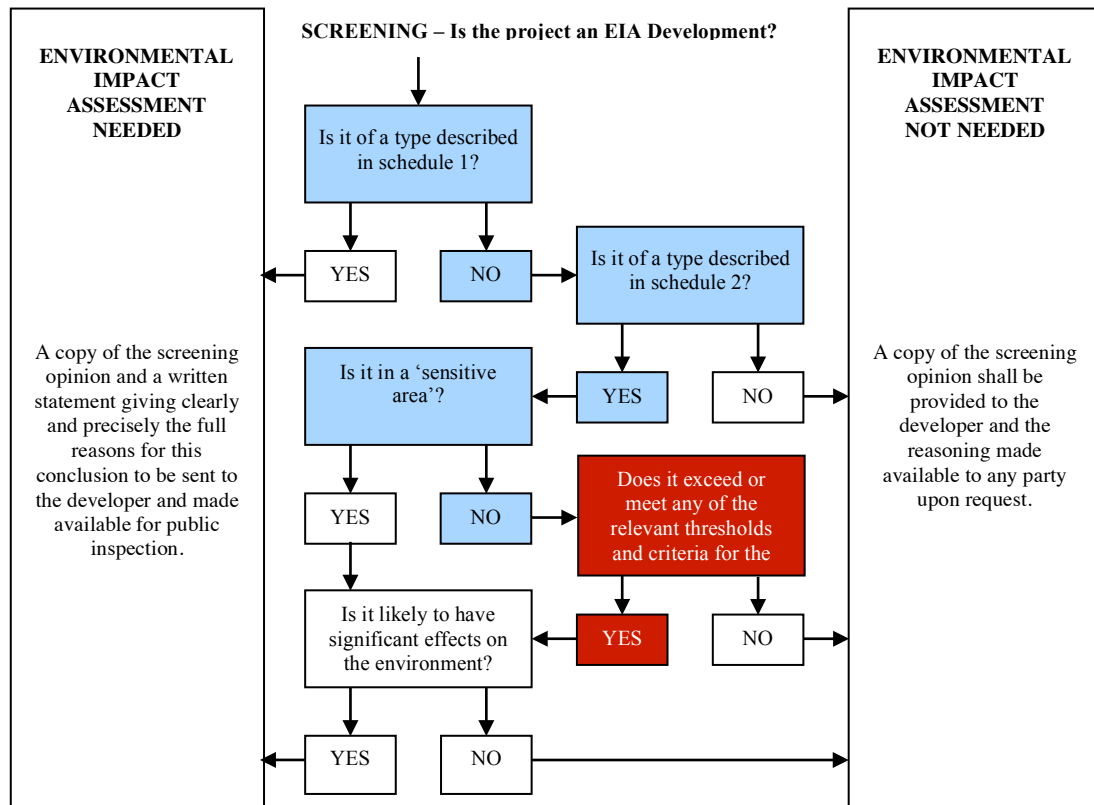 SCREENING – Is the project an EIA Development?
ENVIRONMENTAL
IMPACT
ASSESSMENT
NEEDED
A copy of the screening
opinion and a written
statement giving clearly
and precisely the full
reasons for this
conclusion to be sent to
the developer and made
available for public
inspection.
Is it of a type described
in schedule 1?
YES
NO
Is it of a type described
in schedule 2?
Is it in a ‘sensitive
area’?
YES
NO
YES
NO
Does it exceed or
meet any of the
relevant thresholds
and criteria for the
Is it likely to have
significant effects on
the environment?
YES
NO
YES
NO
ENVIRONMENTAL
IMPACT
ASSESSMENT
NOT NEEDED
A copy of the screening
opinion shall be
provided to the
developer and the
reasoning made
available to any party
upon request.